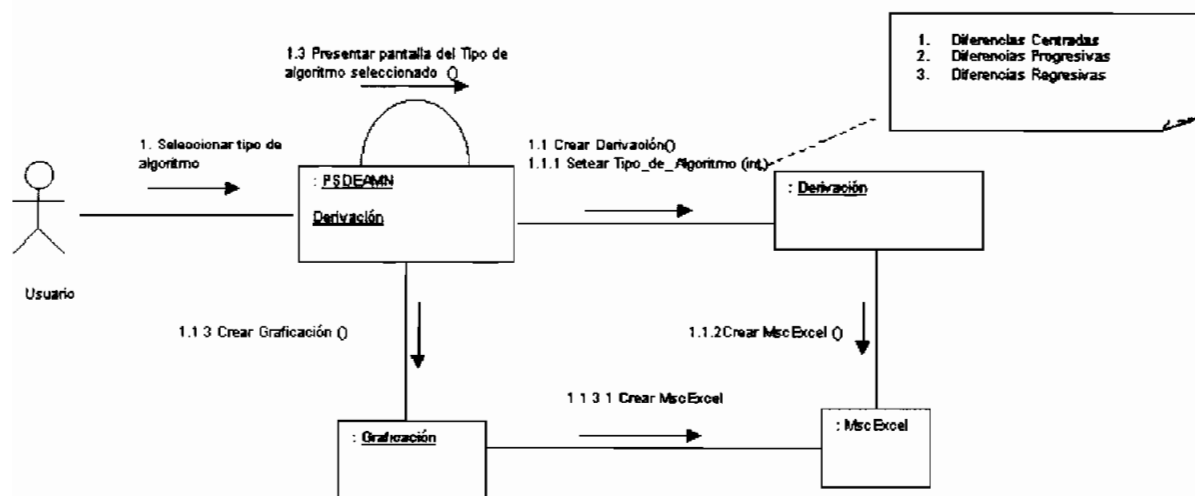 1.3 Presentar pantalla del Tipo de
algoritmo seleccionado ()
1. Diferencias Centradas
2. Diferencias Progresivas
3. Diferencias Regresivas
1. Seleccionar tipo de
algoritmo
1.1 Crear Derivación()
1.1.1 Setear Tipo_de_Algoritmo (int,)
: PSDEAMN
Derivación
: Derivación
Usuario
1.1 3 Crear Graficación ()
1.1.2Crear MscExcel ()
1 1 3 1 Crear MscExcel
: Graficación
: MscExcel